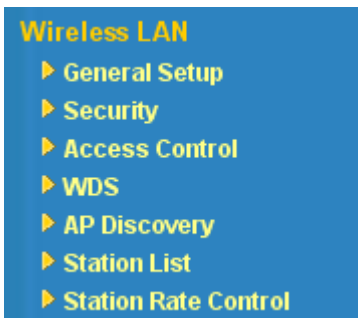 Wireless LAN
General Setup
Security
Access Control
WDS
AP Discovery
Station List
Station Rate Control